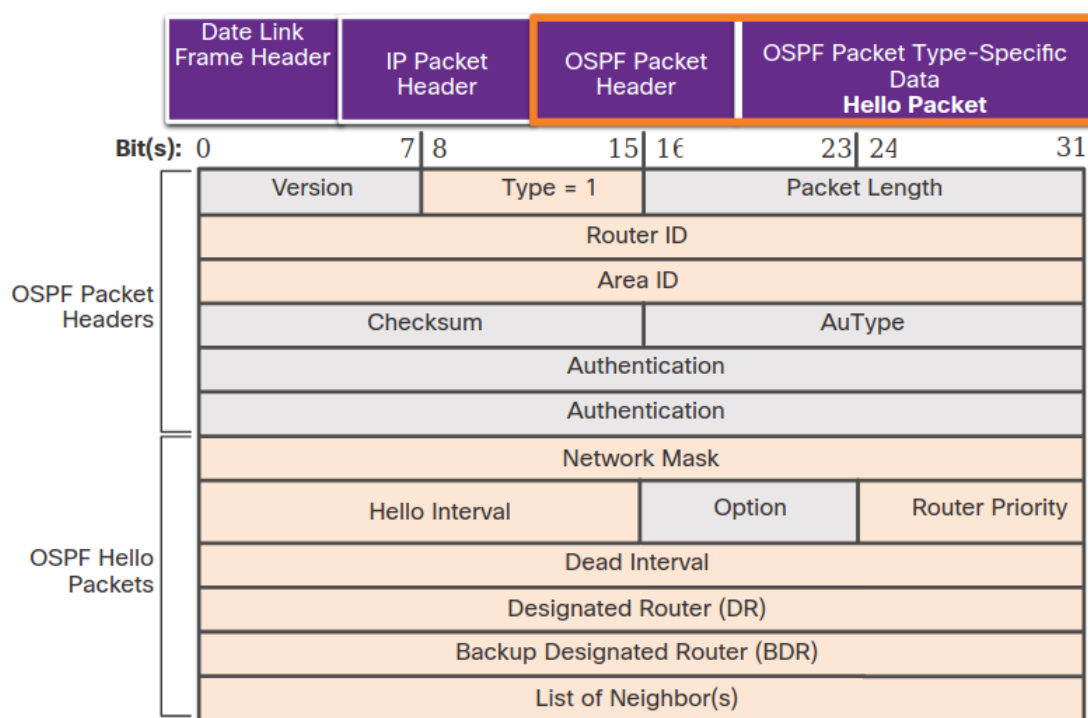 Date Link
Frame Header
IP Packet
Header
OSPF Packet
Header
OSPF Packet Type-Specific
Data
Hello Packet
Bit(s): 0 7 8 15 16 23 24 31
Version Type = 1 Packet Length
Router ID
Area ID
OSPF Packet
Headers
Checksum AuType
Authentication
Authentication
Network Mask
Hello Interval Option Router Priority
OSPF Hello
Packets
Dead Interval
Designated Router (DR)
Backup Designated Router (BDR)
List of Neighbor(s)